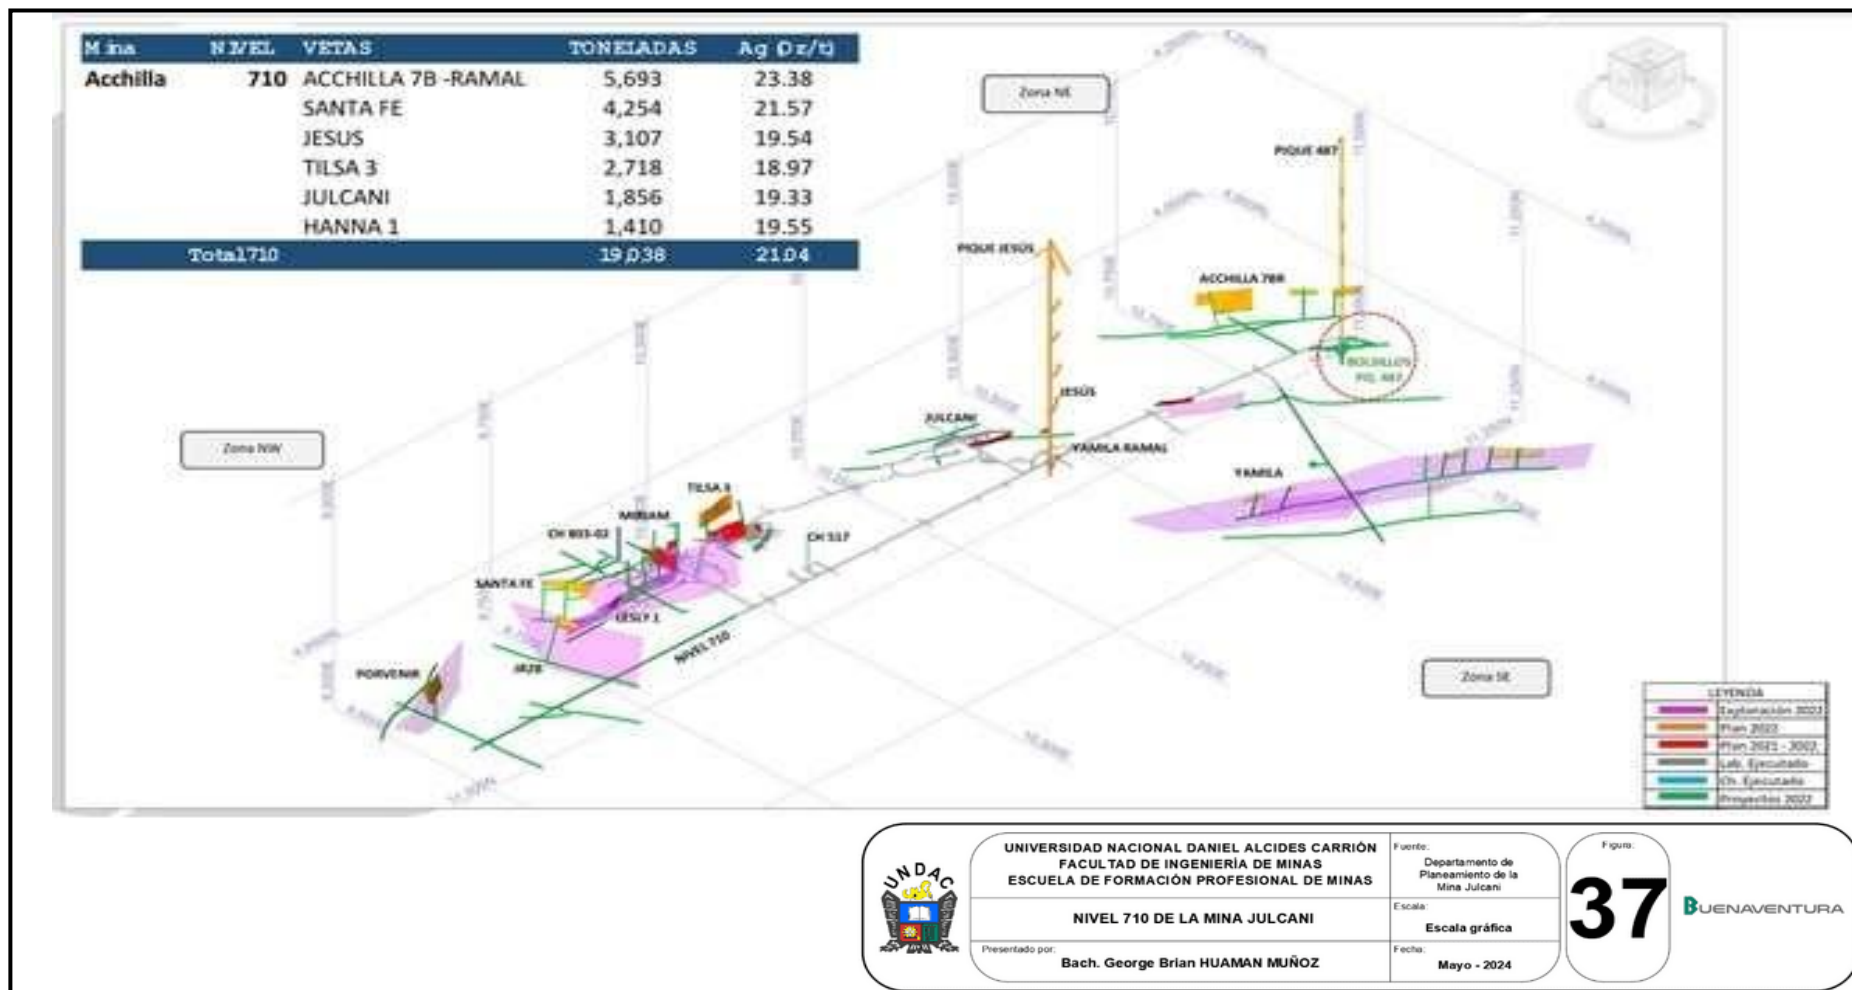 Mina NIVEL VETAS TONELADAS Ag (Oz/t)
Acchilla 710 ACCHILLA 7B -RAMAL 5,693 23.38
SANTA FE 4,254 21.57
JESUS 3,107 19.54
TILSA 3 2,718 18.97
JULCANI 1,856 19.33
HANNA 1 1,410 19.55
Total 710 19,038 21.04
Zona NE
PIQUE 487
PIQUE JESÚS
ACCHILLA 7BR
BOLSILLOS
PIQ. 487
JESÚS
JULCANI
YAMILA RAMAL
Zona NW
YAMILA
TILSA 3
MIRIAM
CH 603-02
CH 517
SANTA FE
LESLY 1
NIVEL 710
PORVENIR
Zona SE
LEYENDA
Exploración 2022
Plan 2022
Plan 2021 - 2002
Lab. Ejecutado
Ch. Ejecutado
Proyectos 2022
UNDAC
UNIVERSIDAD NACIONAL DANIEL ALCIDES CARRIÓN
FACULTAD DE INGENIERÍA DE MINAS
ESCUELA DE FORMACIÓN PROFESIONAL DE MINAS
NIVEL 710 DE LA MINA JULCANI
Presentado por:
Bach. George Brian HUAMAN MUÑOZ
Fuente:
Departamento de
Planeamiento de la
Mina Julcani
Escala:
Escala gráfica
Fecha:
Mayo - 2024
Figura:
37
BUENAVENTURA